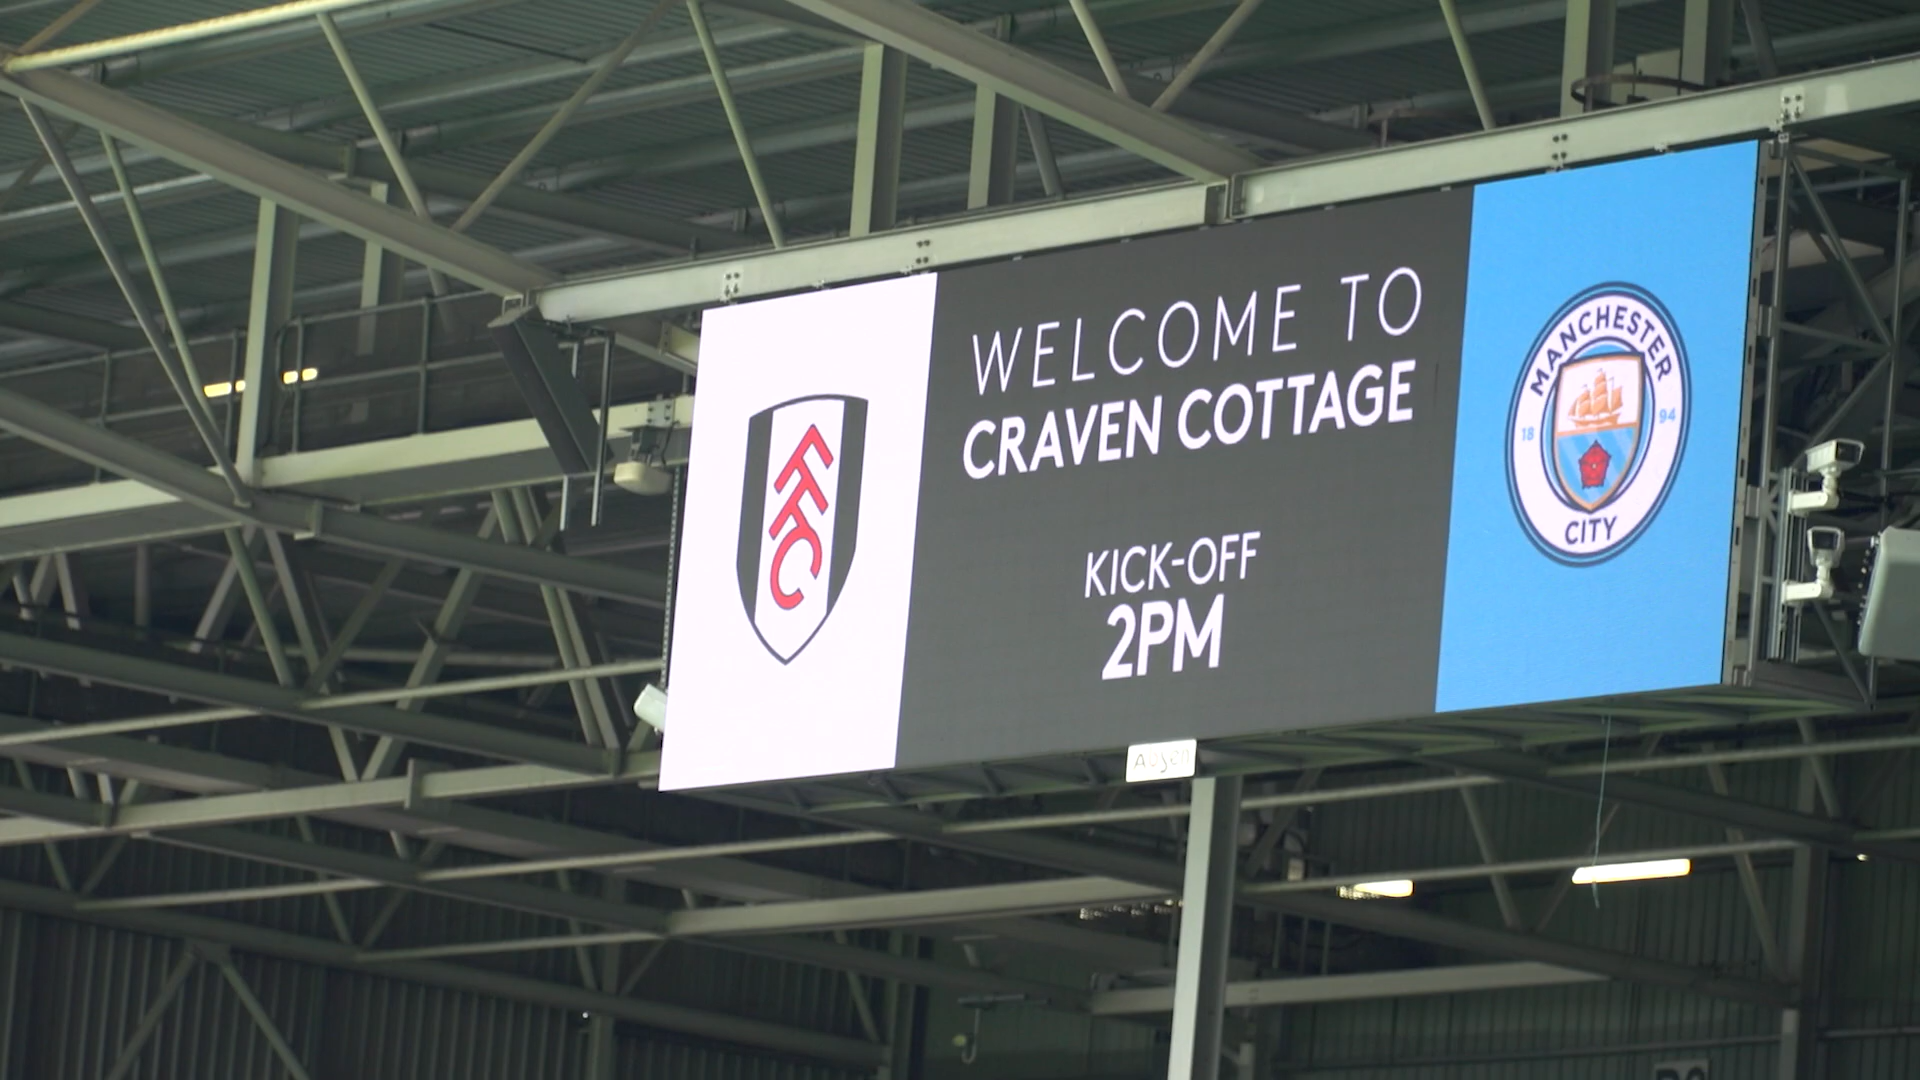 WELCOME TO
CRAVEN COTTAGE
KICK-OFF
2PM
FFC
MANCHESTER
18 94
CITY